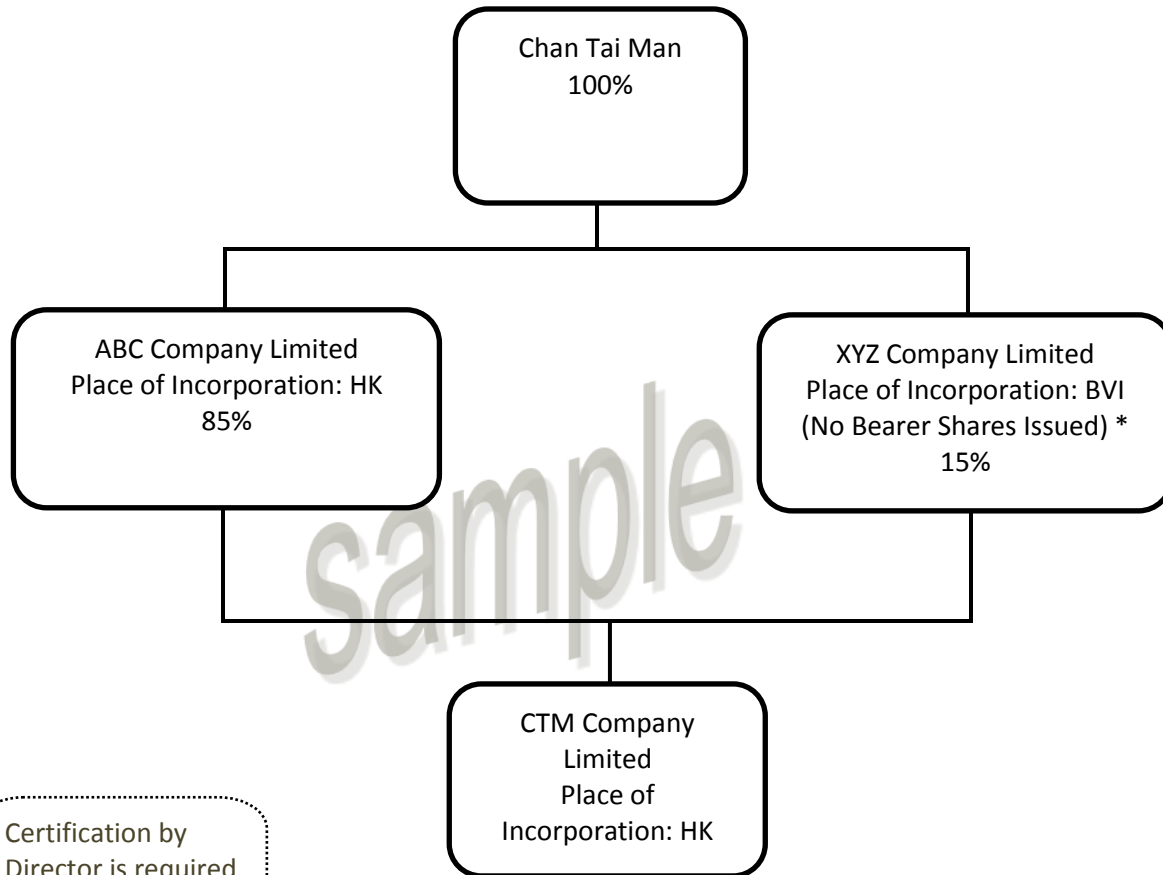 Chan Tai Man
100%
ABC Company Limited
Place of Incorporation: HK
85%
XYZ Company Limited
Place of Incorporation: BVI
(No Bearer Shares Issued) *
15%
sample
CTM Company
Limited
Place of
Incorporation: HK
Certification by
Director is required